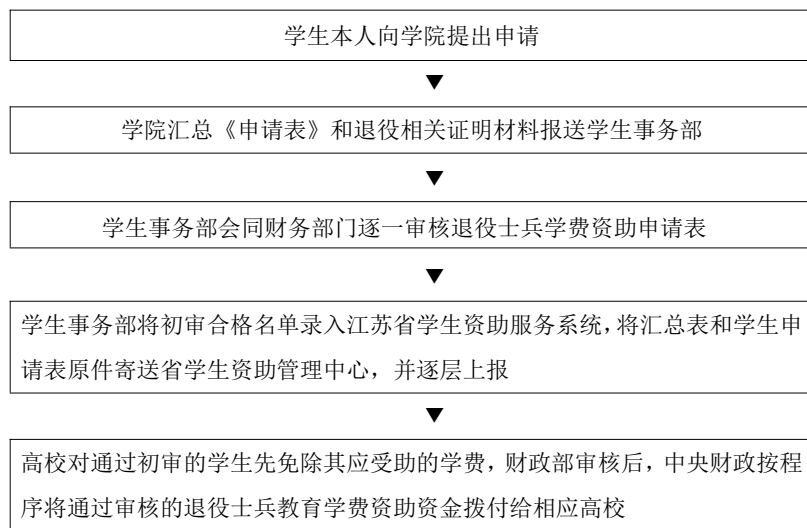 学生本人向学院提出申请
学院汇总《申请表》和退役相关证明材料报送学生事务部
学生事务部会同财务部门逐一审核退役士兵学费资助申请表
学生事务部将初审合格名单录入江苏省学生资助服务系统,将汇总表和学生申
请表原件寄送省学生资助管理中心，并逐层上报
高校对通过初审的学生先免除其应受助的学费，财政部审核后，中央财政按程
序将通过审核的退役士兵教育学费资助资金拨付给相应高校